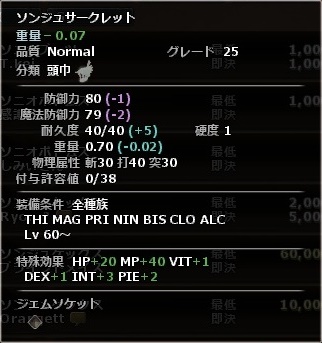 ソンジュサークレット
重量 − 0.07
品質 Normal グレード 25
分類 頭巾
防御力 80 (-1)
魔法防御力 79 (-2)
耐久度 40/40 (+5) 硬度 1
重量 0.70 (-0.02)
物理属性 斬30 打40 突30
付与許容値 0/38
装備条件 全種族
THI MAG PRI NIN BIS CLO ALC
Lv 60～
特殊効果 HP+20 MP+40 VIT+1
DEX+1 INT+3 PIE+2
ジェムソケット